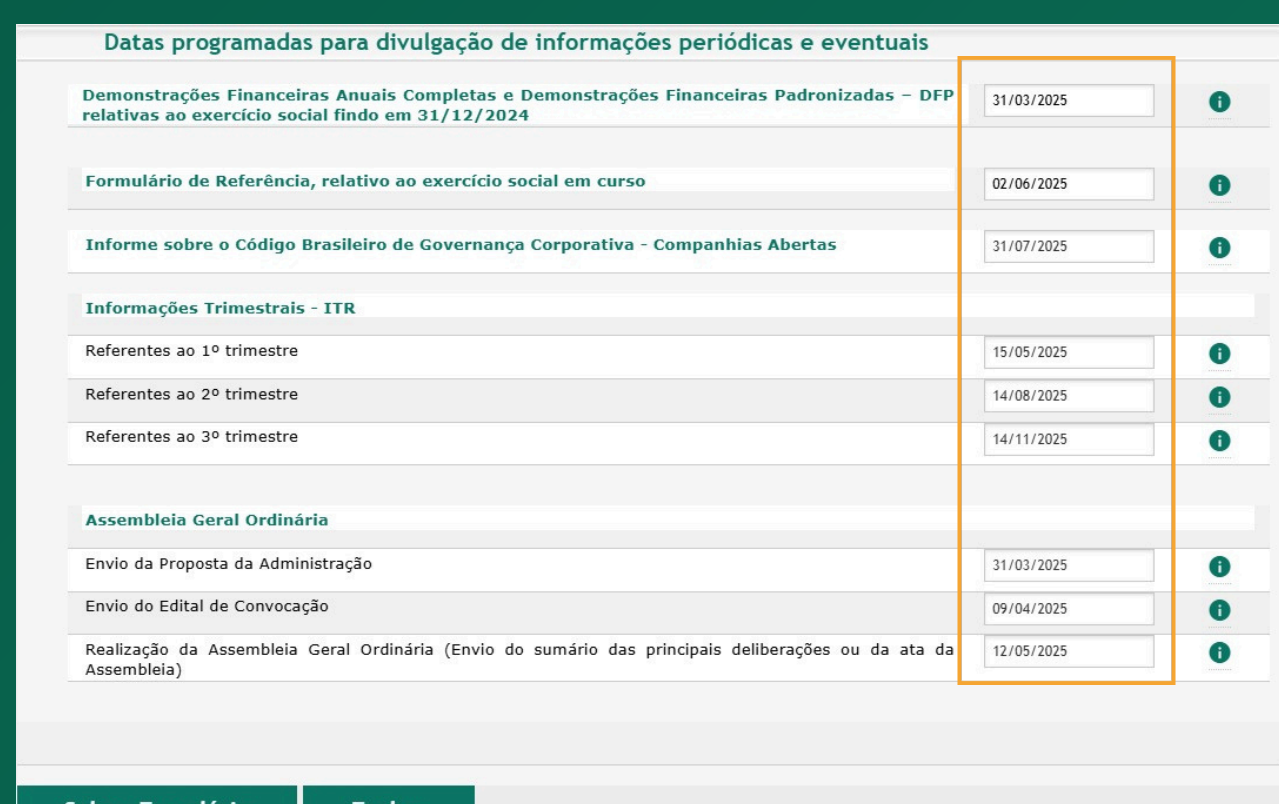 Datas programadas para divulgação de informações periódicas e eventuais
Demonstrações Financeiras Anuais Completas e Demonstrações Financeiras Padronizadas – DFP
relativas ao exercício social findo em 31/12/2024
31/03/2025
Formulário de Referência, relativo ao exercício social em curso
02/06/2025
Informe sobre o Código Brasileiro de Governança Corporativa - Companhias Abertas
31/07/2025
Informações Trimestrais - ITR
Referentes ao 1º trimestre
15/05/2025
Referentes ao 2º trimestre
14/08/2025
Referentes ao 3º trimestre
14/11/2025
Assembleia Geral Ordinária
Envio da Proposta da Administração
31/03/2025
Envio do Edital de Convocação
09/04/2025
Realização da Assembleia Geral Ordinária (Envio do sumário das principais deliberações ou da ata da
Assembleia)
12/05/2025